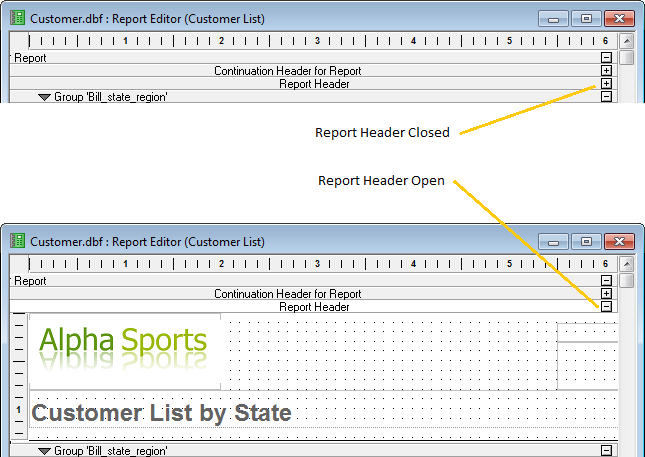 Customer.dbf : Report Editor (Customer List)
1 2 3 4 5 6
Report
Continuation Header for Report
Report Header
Group 'Bill_state_region'
Report Header Closed
Report Header Open
Customer.dbf : Report Editor (Customer List)
1 2 3 4 5 6
Report
Continuation Header for Report
Report Header
Alpha Sports
1
Customer List by State
Group 'Bill_state_region'